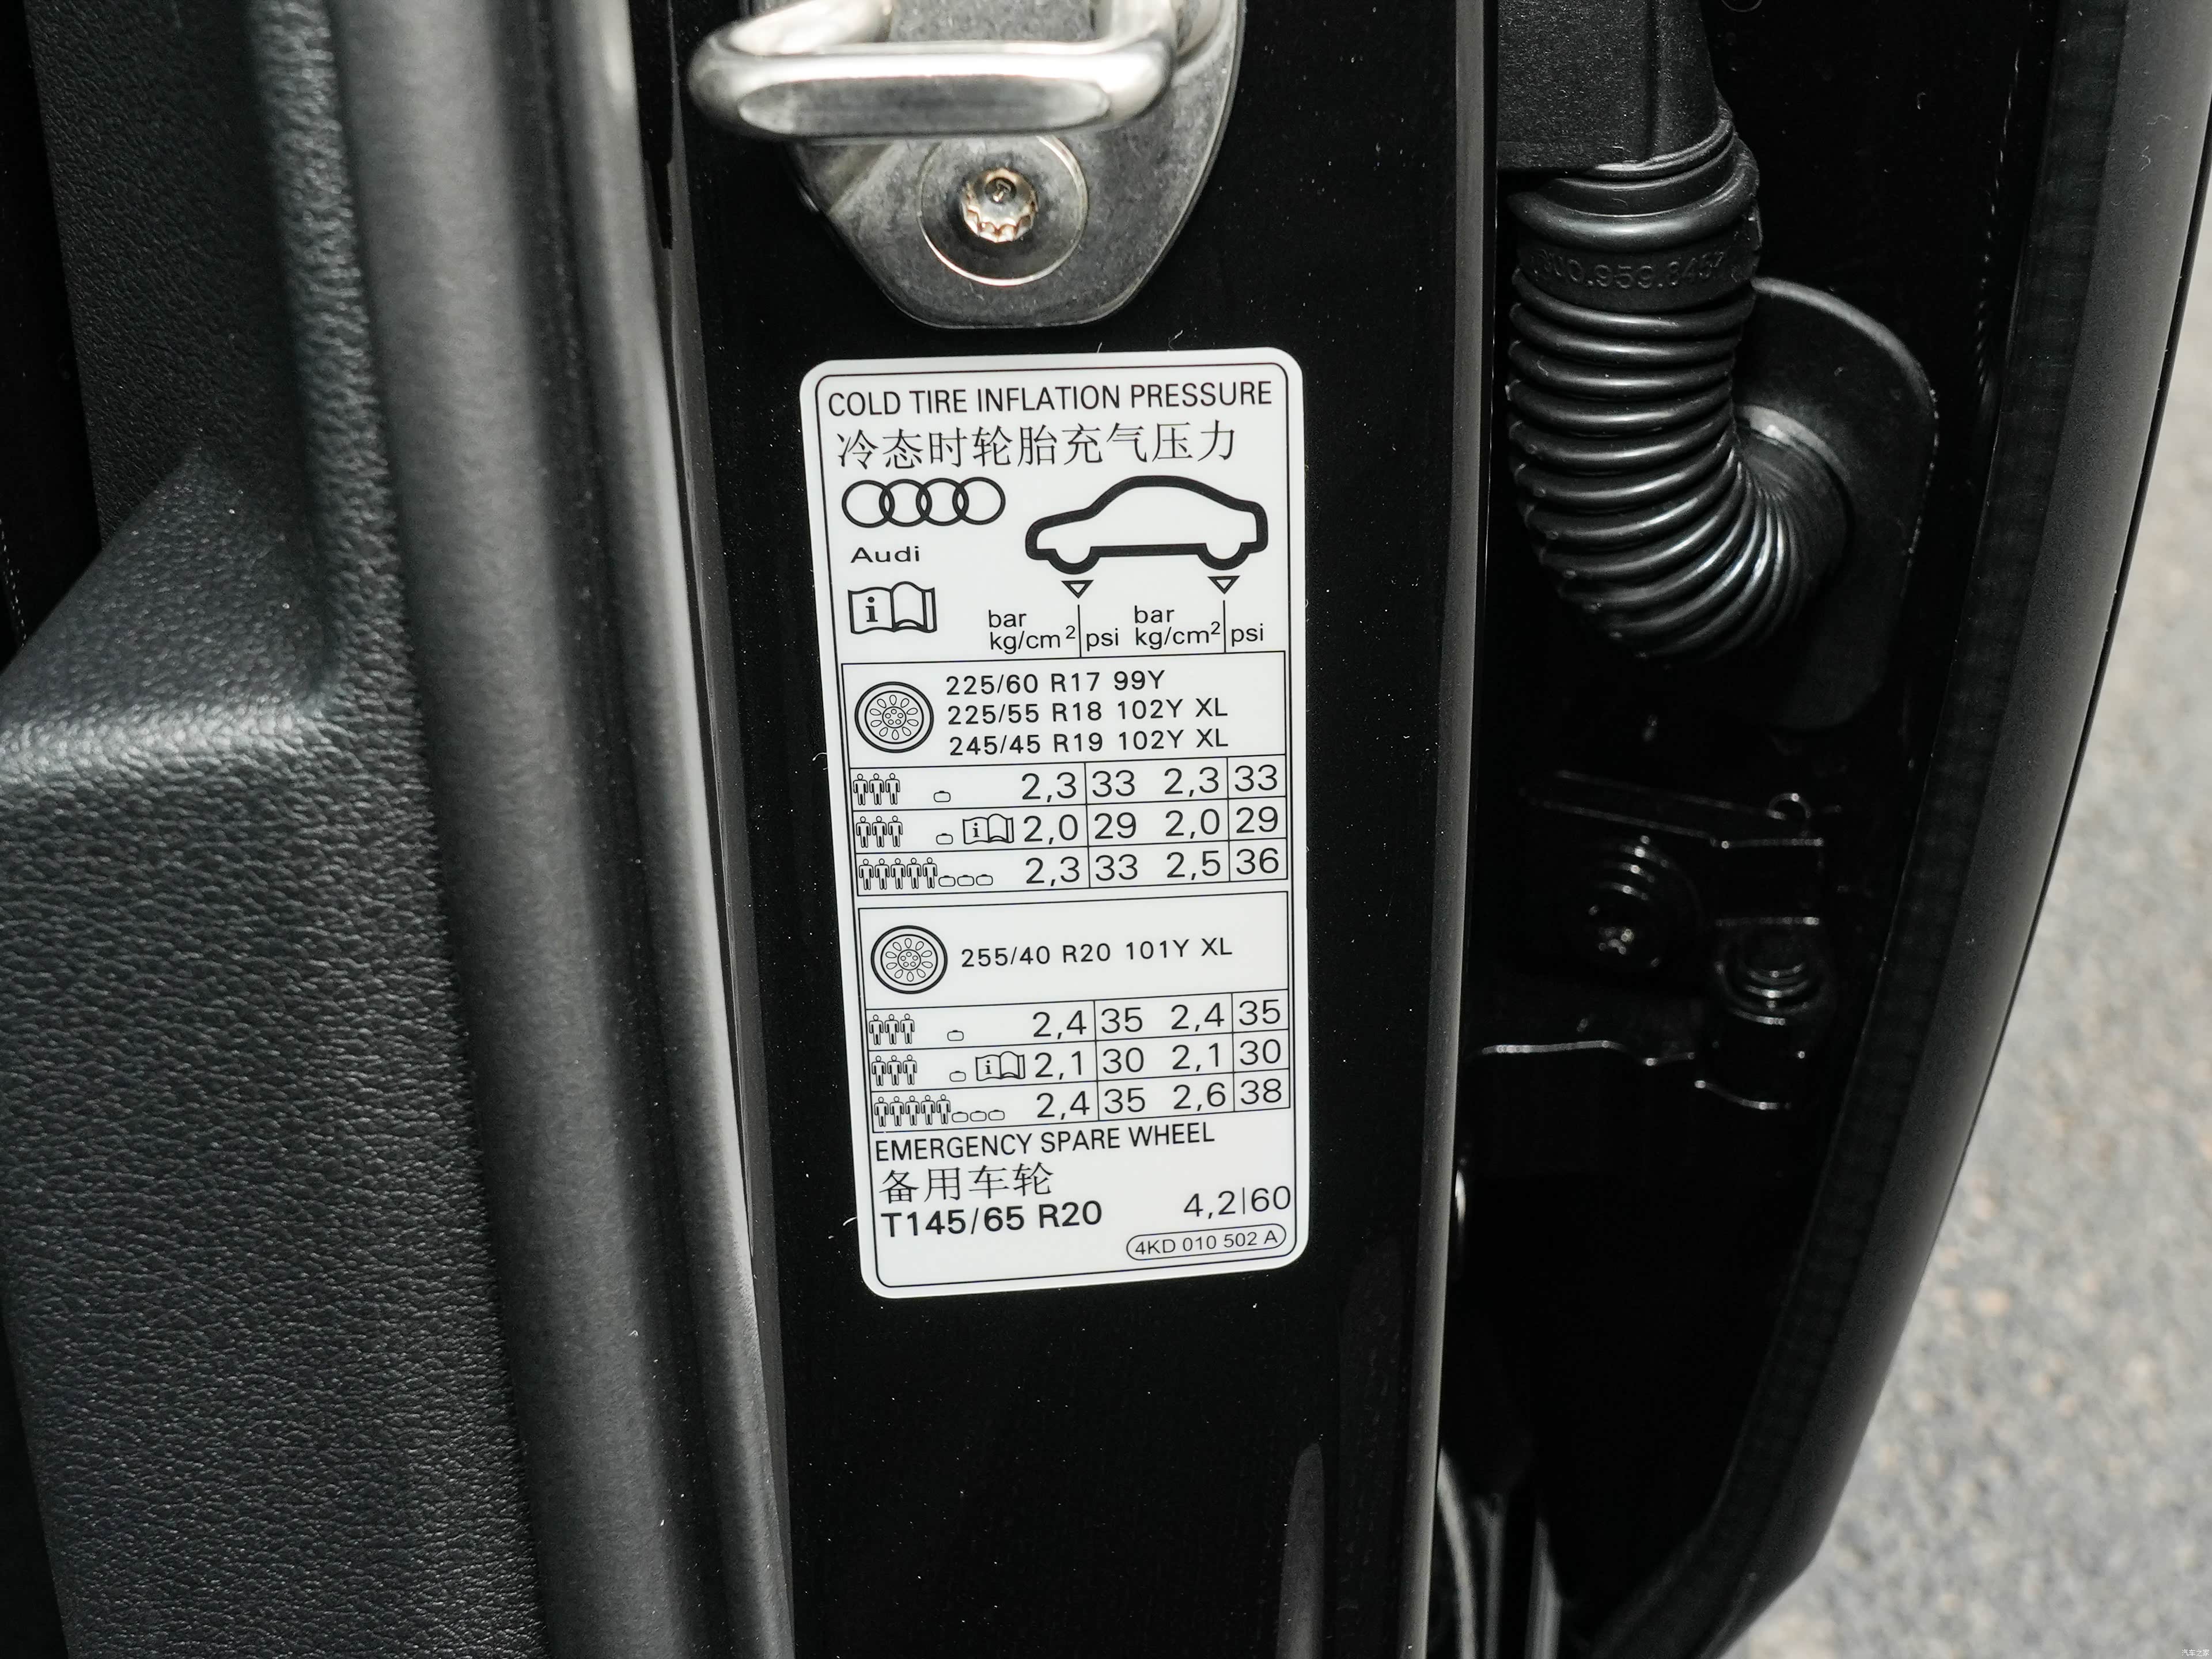 COLD TIRE INFLATION PRESSURE
冷态时轮胎充气压力
Audi
i
bar bar
kg/cm² psi kg/cm² psi
225/60 R17 99Y
225/55 R18 102Y XL
245/45 R19 102Y XL
2,3 33 2,3 33
i 2,0 29 2,0 29
2,3 33 2,5 36
255/40 R20 101Y XL
2,4 35 2,4 35
i 2,1 30 2,1 30
2,4 35 2,6 38
EMERGENCY SPARE WHEEL
备用车轮
T145/65 R20 4,2|60
4KD 010 502 A
汽车之家